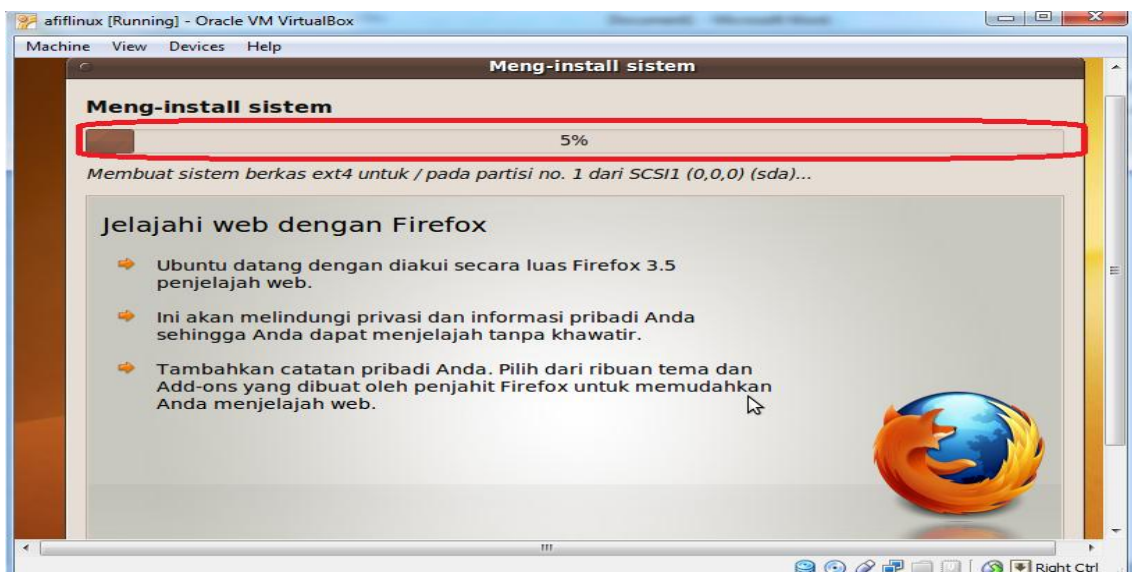 afiflinux [Running] - Oracle VM VirtualBox
Machine View Devices Help
Meng-install sistem
Meng-install sistem
5%
Membuat sistem berkas ext4 untuk / pada partisi no. 1 dari SCSI1 (0,0,0) (sda)...
Jelajahi web dengan Firefox
Ubuntu datang dengan diakui secara luas Firefox 3.5
penjelajah web.
Ini akan melindungi privasi dan informasi pribadi Anda
sehingga Anda dapat menjelajah tanpa khawatir.
Tambahkan catatan pribadi Anda. Pilih dari ribuan tema dan
Add-ons yang dibuat oleh penjahit Firefox untuk memudahkan
Anda menjelajah web.
Right Ctrl